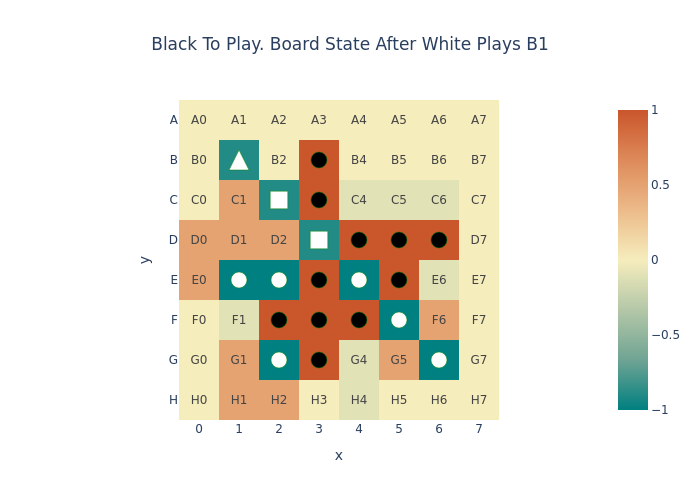 Black To Play. Board State After White Plays B1
A A0 A1 A2 A3 A4 A5 A6 A7 1
B B0 B2 B4 B5 B6 B7
C C0 C1 C4 C5 C6 C7 0.5
D D0 D1 D2 D7
y 0
E E0 E6 E7
F F0 F1 F6 F7 −0.5
G G0 G1 G4 G5 G7
H H0 H1 H2 H3 H4 H5 H6 H7 −1
0 1 2 3 4 5 6 7
x